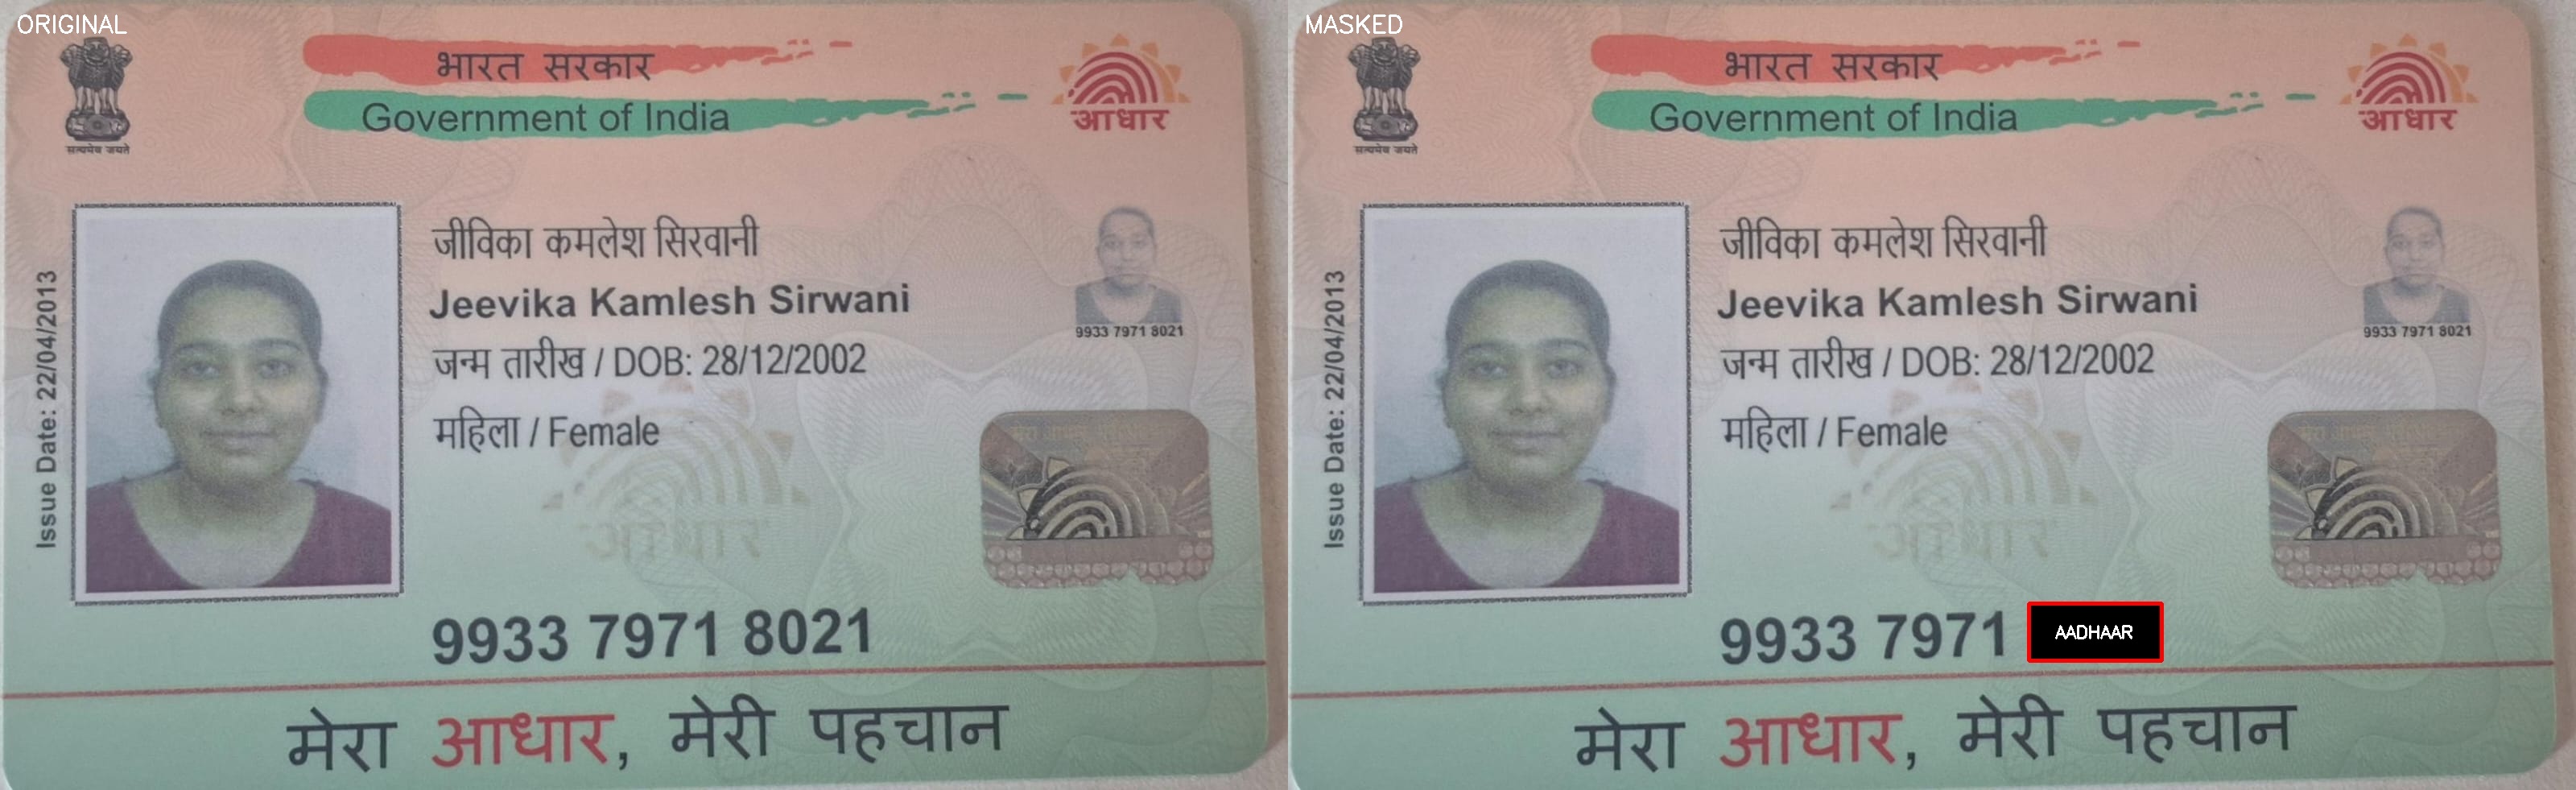 ORIGINAL
भारत सरकार
Government of India
सत्यमेव जयते
आधार
Issue Date: 22/04/2013
जीविका कमलेश सिरवानी
Jeevika Kamlesh Sirwani
जन्म तारीख / DOB: 28/12/2002
महिला / Female
9933 7971 8021
आधार
9933 7971 8021
मेरा आधार, मेरी पहचान
MASKED
भारत सरकार
Government of India
सत्यमेव जयते
आधार
Issue Date: 22/04/2013
जीविका कमलेश सिरवानी
Jeevika Kamlesh Sirwani
जन्म तारीख / DOB: 28/12/2002
महिला / Female
9933 7971 8021
आधार
9933 7971 AADHAAR
मेरा आधार, मेरी पहचान